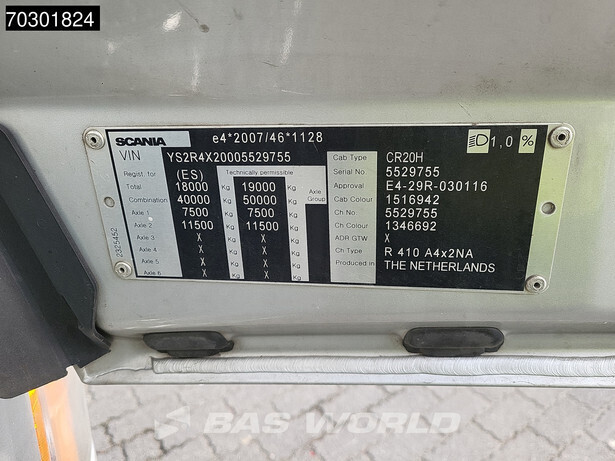 70301824
SCANIA e4*2007/46*1128 1,0 %
VIN YS2R4X20005529755 Cab Type CR20H
Regist. for (ES) Technically permissible Serial No 5529755
Total 18000 Kg 19000 Kg Axle Group Approval E4-29R-030116
Combination 40000 Kg 50000 Kg Cab Colour 1516942
Axle 1 7500 Kg 7500 Kg Ch No 5529755
Axle 2 11500 Kg 11500 Kg Ch Colour 1346692
Axle 3 X Kg X Kg ADR GTW X
Axle 4 X Kg X Kg Ch Type R 410 A4x2NA
Axle 5 X Kg X Kg Produced in THE NETHERLANDS
Axle 6 X Kg X Kg
2325452
BAS WORLD